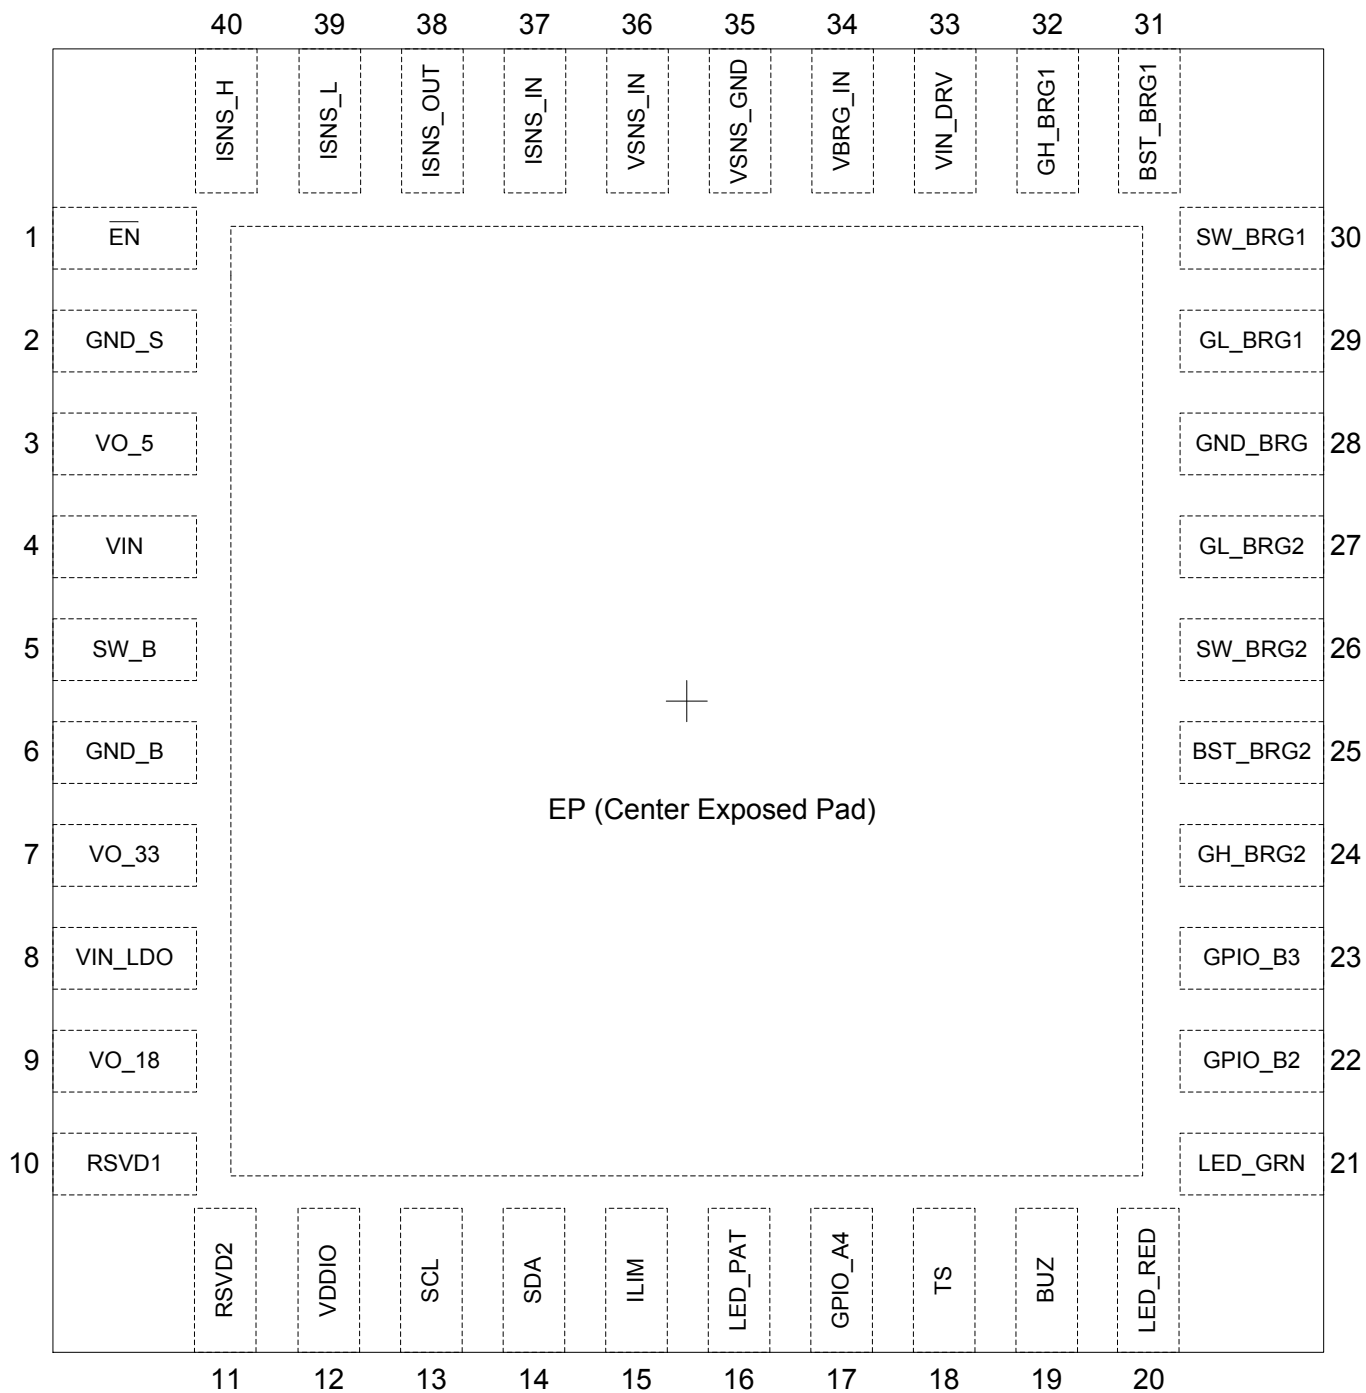 40 39 38 37 36 35 34 33 32 31
ISNS_H
ISNS_L
ISNS_OUT
ISNS_IN
VSNS_IN
VSNS_GND
VBRG_IN
VIN_DRV
GH_BRG1
BST_BRG1
1 EN SW_BRG1 30
2 GND_S GL_BRG1 29
3 VO_5 GND_BRG 28
4 VIN GL_BRG2 27
5 SW_B SW_BRG2 26
6 GND_B BST_BRG2 25
EP (Center Exposed Pad)
7 VO_33 GH_BRG2 24
8 VIN_LDO GPIO_B3 23
9 VO_18 GPIO_B2 22
10 RSVD1 LED_GRN 21
RSVD2
VDDIO
SCL
SDA
ILIM
LED_PAT
GPIO_A4
TS
BUZ
LED_RED
11 12 13 14 15 16 17 18 19 20